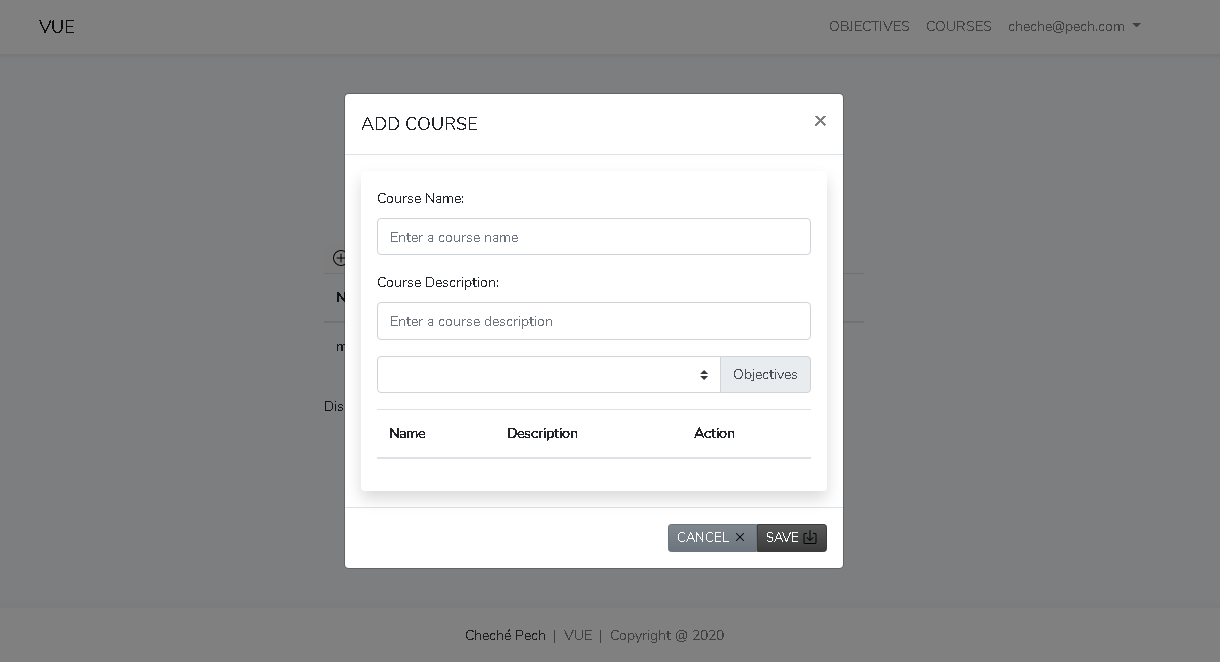 VUE OBJECTIVES COURSES cheche@pech.com
ADD COURSE ×
Course Name:
Enter a course name
Course Description:
Enter a course description
Objectives
Name Description Action
CANCEL SAVE
Cheché Pech | VUE | Copyright @ 2020